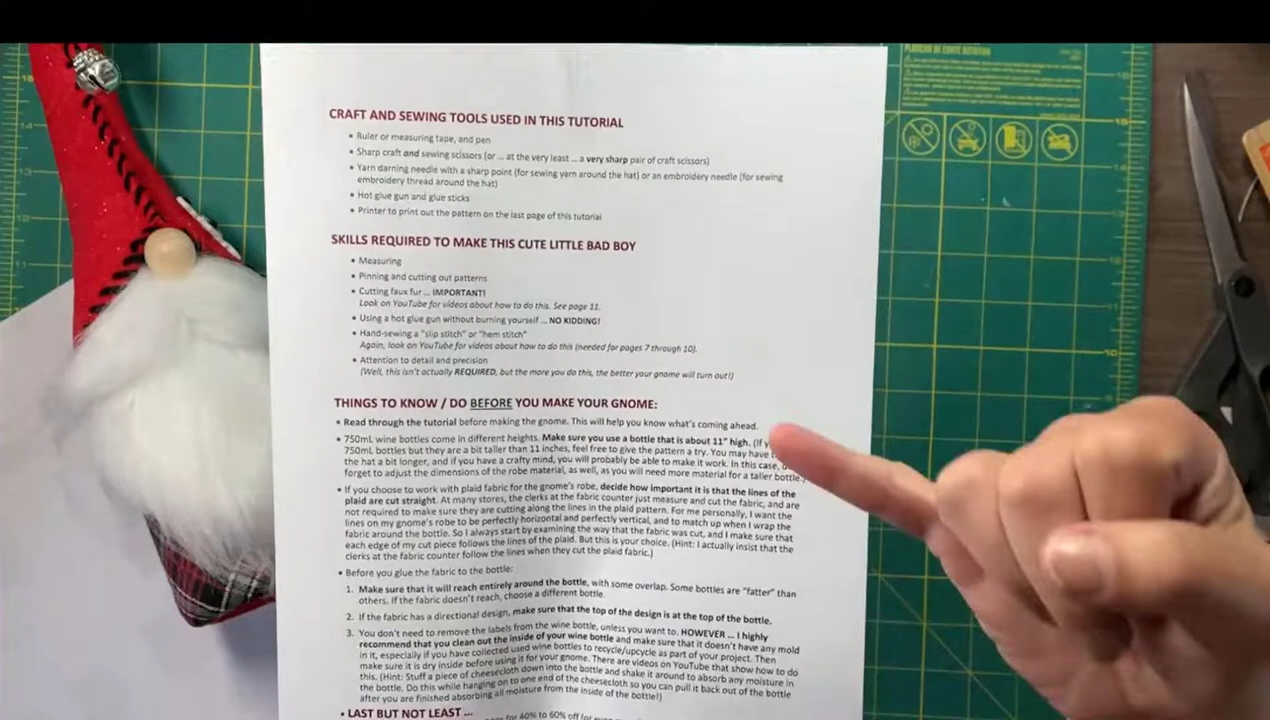 CRAFT AND SEWING TOOLS USED IN THIS TUTORIAL
• Ruler or measuring tape, and pen
• Sharp craft and sewing scissors (or ... at the very least ... a very sharp pair of craft scissors)
• Yarn darning needle with a sharp point (for sewing yarn around the hat) or an embroidery needle (for sewing
embroidery thread around the hat)
• Hot glue gun and glue sticks
• Printer to print out the pattern on the last page of this tutorial
SKILLS REQUIRED TO MAKE THIS CUTE LITTLE BAD BOY
• Measuring
• Pinning and cutting out patterns
• Cutting faux fur ... IMPORTANT!
Look on YouTube for videos about how to do this. See page 11.
• Using a hot glue gun without burning yourself ... NO KIDDING!
• Hand-sewing a "slip stitch" or "hem stitch"
Again, look on YouTube for videos about how to do this (needed for pages 7 through 10).
• Attention to detail and precision
(Well, this isn't actually REQUIRED, but the more you do this, the better your gnome will turn out!)
THINGS TO KNOW / DO BEFORE YOU MAKE YOUR GNOME:
• Read through the tutorial before making the gnome. This will help you know what's coming ahead.
• 750mL wine bottles come in different heights. Make sure you use a bottle that is about 11" high. (If
750mL bottles but they are a bit taller than 11 inches, feel free to give the pattern a try. You may have
the hat a bit longer, and if you have a crafty mind, you will probably be able to make it work. In this case,
forget to adjust the dimensions of the robe material, as well, as you will need more material for a taller bottle.)
• If you choose to work with plaid fabric for the gnome's robe, decide how important it is that the lines of the
plaid are cut straight. At many stores, the clerks at the fabric counter just measure and cut the fabric, and are
not required to make sure they are cutting along the lines in the plaid pattern. For me personally, I want the
lines on my gnome's robe to be perfectly horizontal and perfectly vertical, and to match up when I wrap the
fabric around the bottle. So I always start by examining the way that the fabric was cut, and I make sure that
each edge of my cut piece follows the lines of the plaid. But this is your choice. (Hint: I actually insist that the
clerks at the fabric counter follow the lines when they cut the plaid fabric.)
• Before you glue the fabric to the bottle:
1. Make sure that it will reach entirely around the bottle, with some overlap. Some bottles are "fatter" than
others. If the fabric doesn't reach, choose a different bottle.
2. If the fabric has a directional design, make sure that the top of the design is at the top of the bottle.
3. You don't need to remove the labels from the wine bottle, unless you want to. HOWEVER ... I highly
recommend that you clean out the inside of your wine bottle and make sure that it doesn't have any mold
in it, especially if you have collected used wine bottles to recycle/upcycle as part of your project. Then
make sure it is dry inside before using it for your gnome. There are videos on YouTube that show how to do
this. (Hint: Stuff a piece of cheesecloth down into the bottle and shake it around to absorb any moisture in
the bottle. Do this while hanging on to one end of the cheesecloth so you can pull it back out of the bottle
after you are finished absorbing all moisture from the inside of the bottle!)
• LAST BUT NOT LEAST ...
for 40% to 60% off